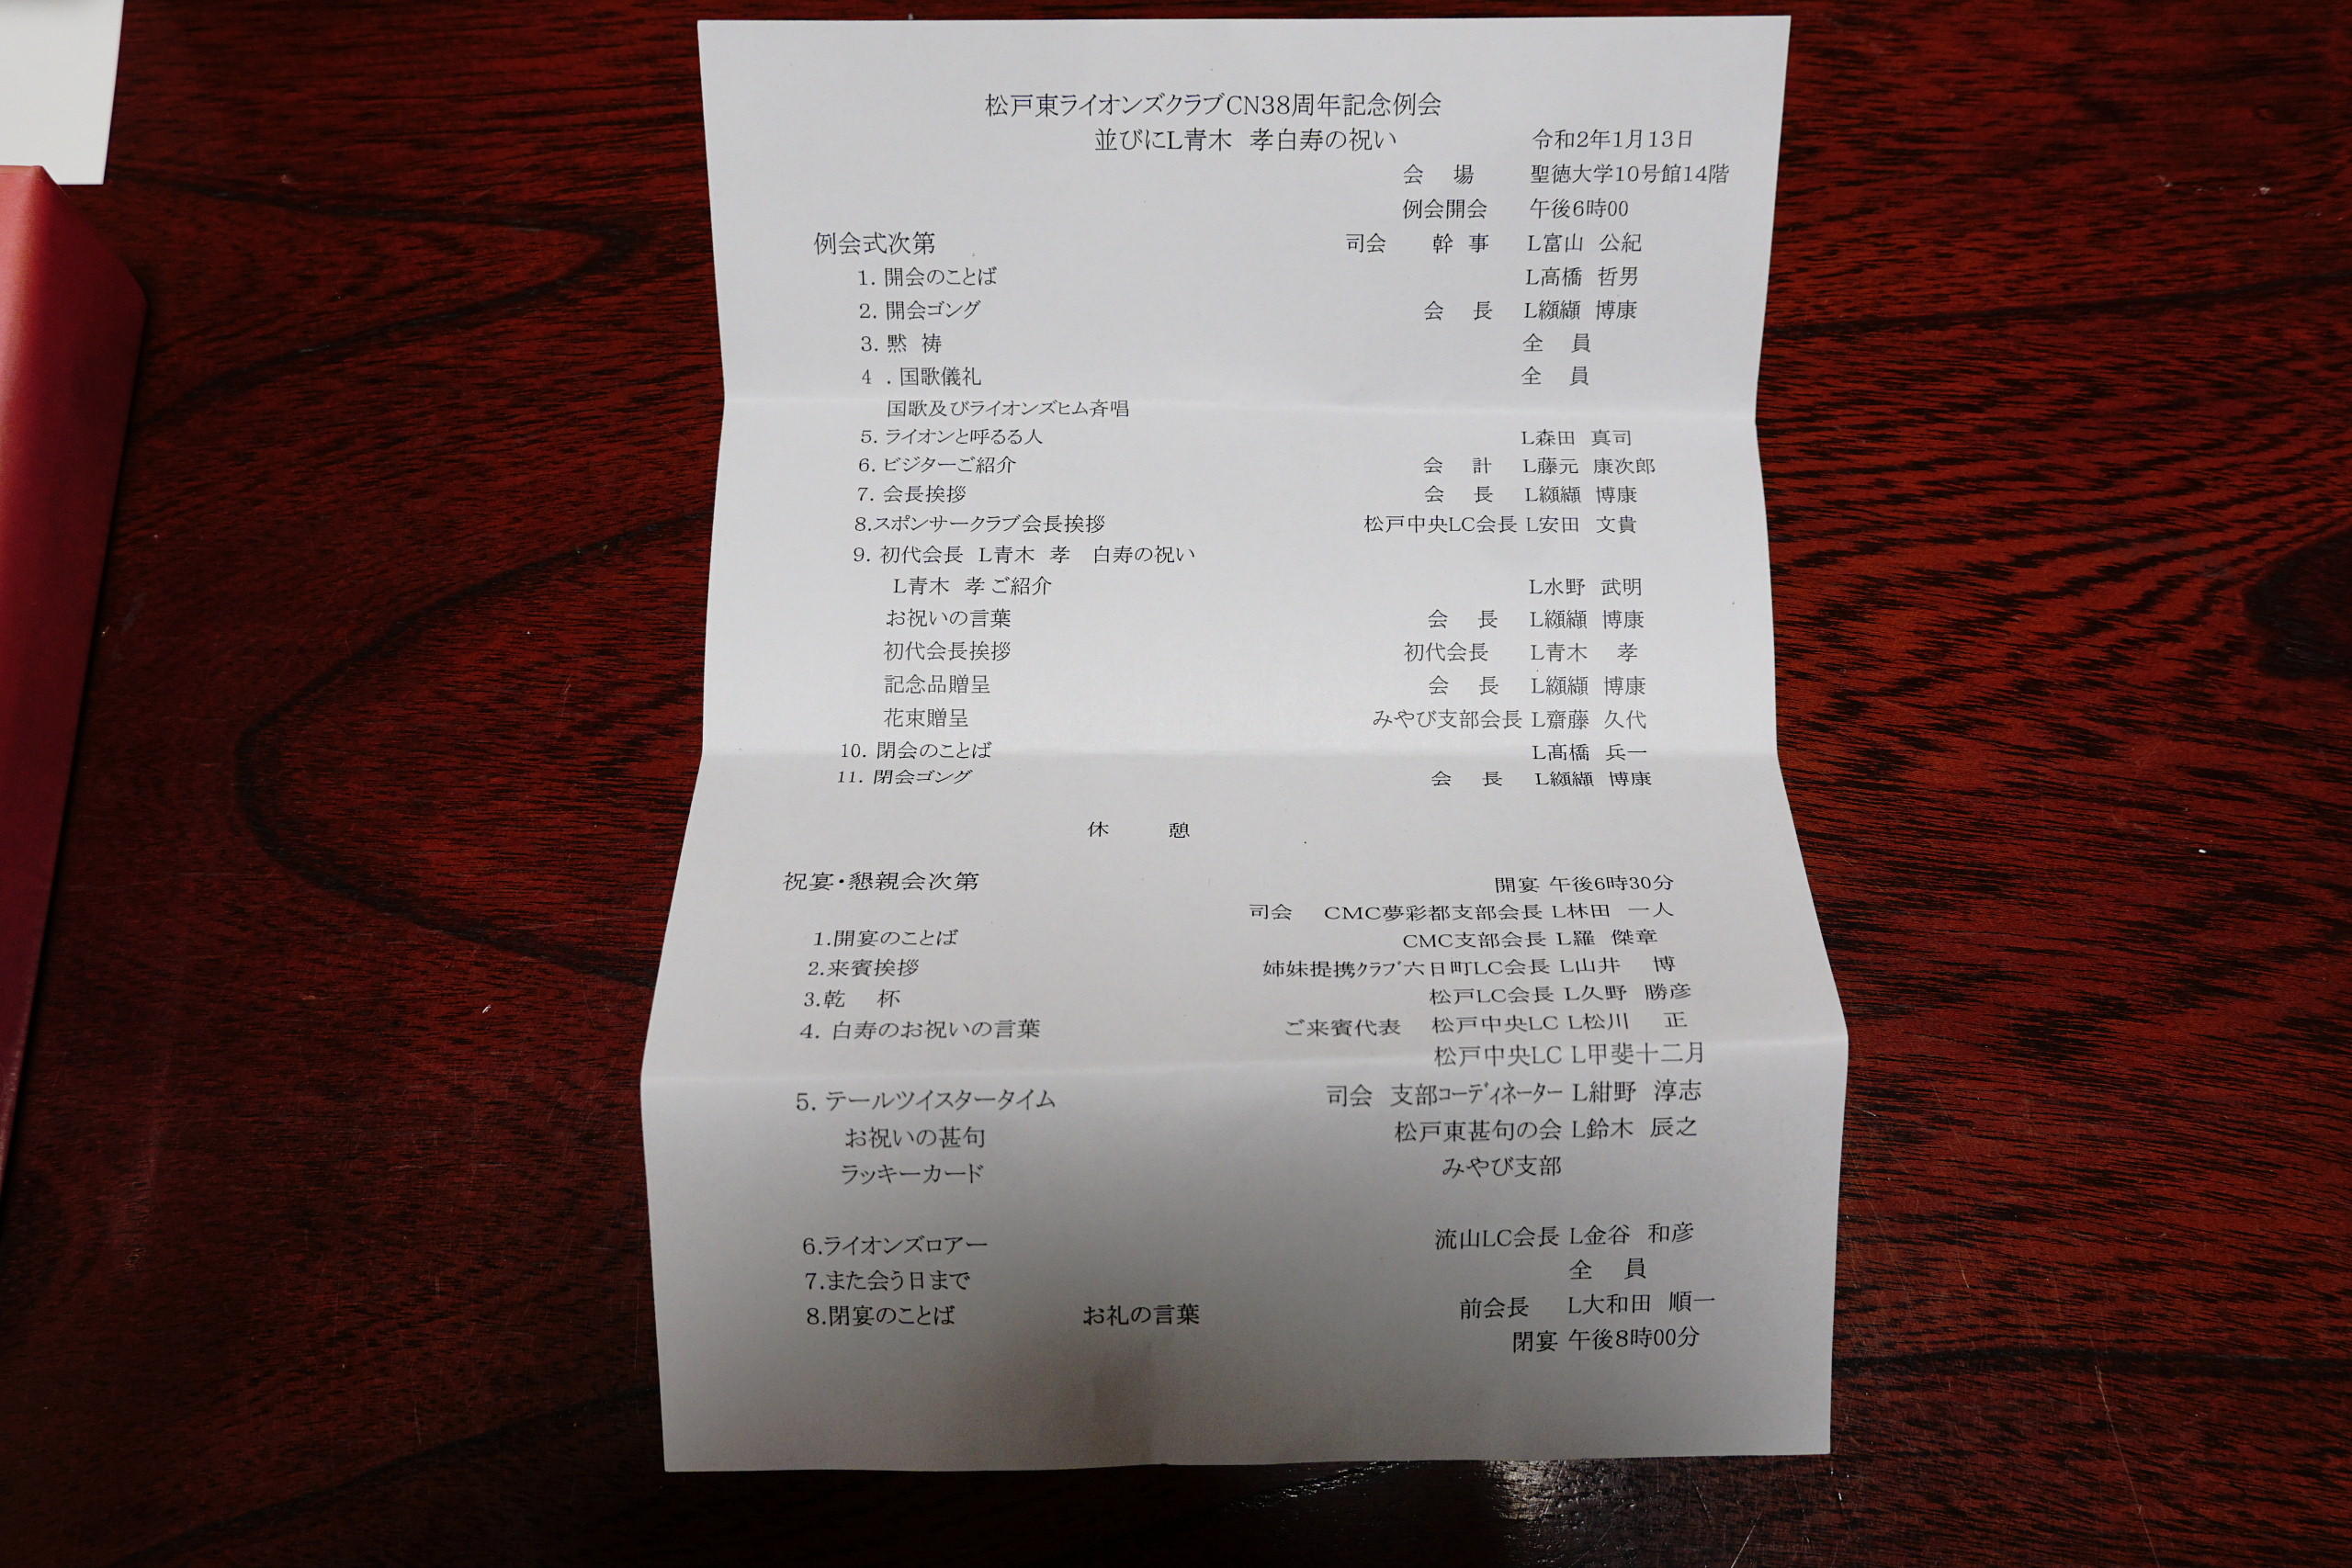 松戸東ライオンズクラブCN38周年記念例会
並びにL青木 孝白寿の祝い 令和2年1月13日
会 場 聖徳大学10号館14階
例会開会 午後6時00
例会式次第 司会 幹 事 L富山 公紀
1. 開会のことば L高橋 哲男
2. 開会ゴング 会 長 L纐纈 博康
3. 黙 祷 全 員
4 . 国歌儀礼 全 員
国歌及びライオンズヒム斉唱
5. ライオンと呼るる人 L森田 真司
6. ビジターご紹介 会 計 L藤元 康次郎
7. 会長挨拶 会 長 L纐纈 博康
8.スポンサークラブ会長挨拶 松戸中央LC会長 L安田 文貴
9. 初代会長 L青木 孝 白寿の祝い
L青木 孝 ご紹介 L水野 武明
お祝いの言葉 会 長 L纐纈 博康
初代会長挨拶 初代会長 L青木 孝
記念品贈呈 会 長 L纐纈 博康
花束贈呈 みやび支部会長 L齋藤 久代
10. 閉会のことば L髙橋 兵一
11. 閉会ゴング 会 長 L纐纈 博康
休 憩
祝宴・懇親会次第 開宴 午後6時30分
司会 CMC夢彩都支部会長 L林田 一人
1.開宴のことば CMC支部会長 L羅 傑章
2.来賓挨拶 姉妹提携ｸﾗﾌﾞ六日町LC会長 L山井 博
3.乾 杯 松戸LC会長 L久野 勝彦
4. 白寿のお祝いの言葉 ご来賓代表 松戸中央LC L松川 正
松戸中央LC L甲斐十二月
5. テールツイスタータイム 司会 支部ｺｰﾃﾞｨﾈｰﾀｰ L紺野 淳志
お祝いの甚句 松戸東甚句の会 L鈴木 辰之
ラッキーカード みやび支部
6.ライオンズロアー 流山LC会長 L金谷 和彦
7.また会う日まで 全 員
8.閉宴のことば お礼の言葉 前会長 L大和田 順一
閉宴 午後8時00分